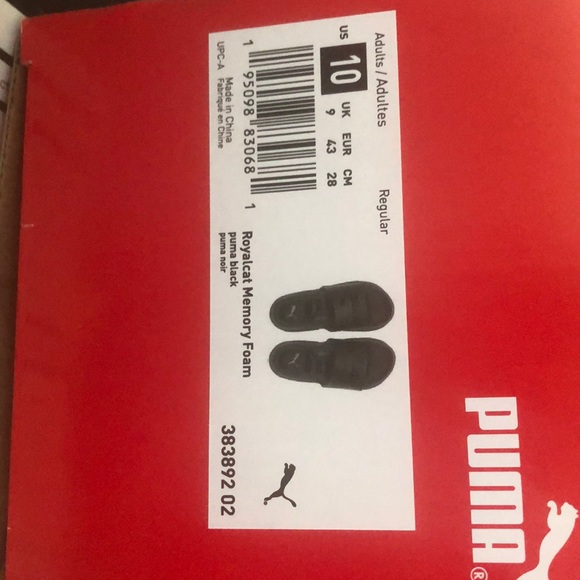 Adults / Adultes
Regular
US UK EUR CM
10 9 43 28
1 95098 83068 1
UPC-A
Made in China
Fabriqué en Chine
Royalcat Memory Foam
puma black
puma noir
383892 02
PUMA®